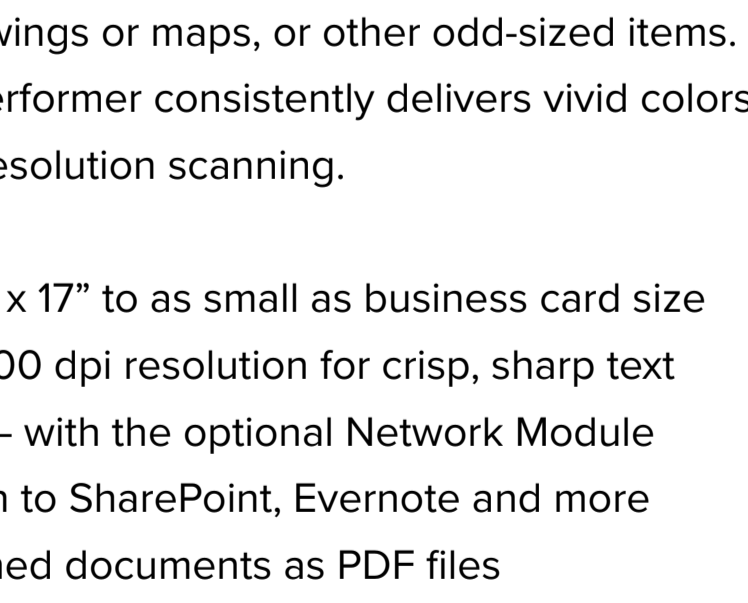 wings or maps, or other odd-sized items.
erformer consistently delivers vivid colors
esolution scanning.
x 17” to as small as business card size
00 dpi resolution for crisp, sharp text
– with the optional Network Module
n to SharePoint, Evernote and more
ned documents as PDF files